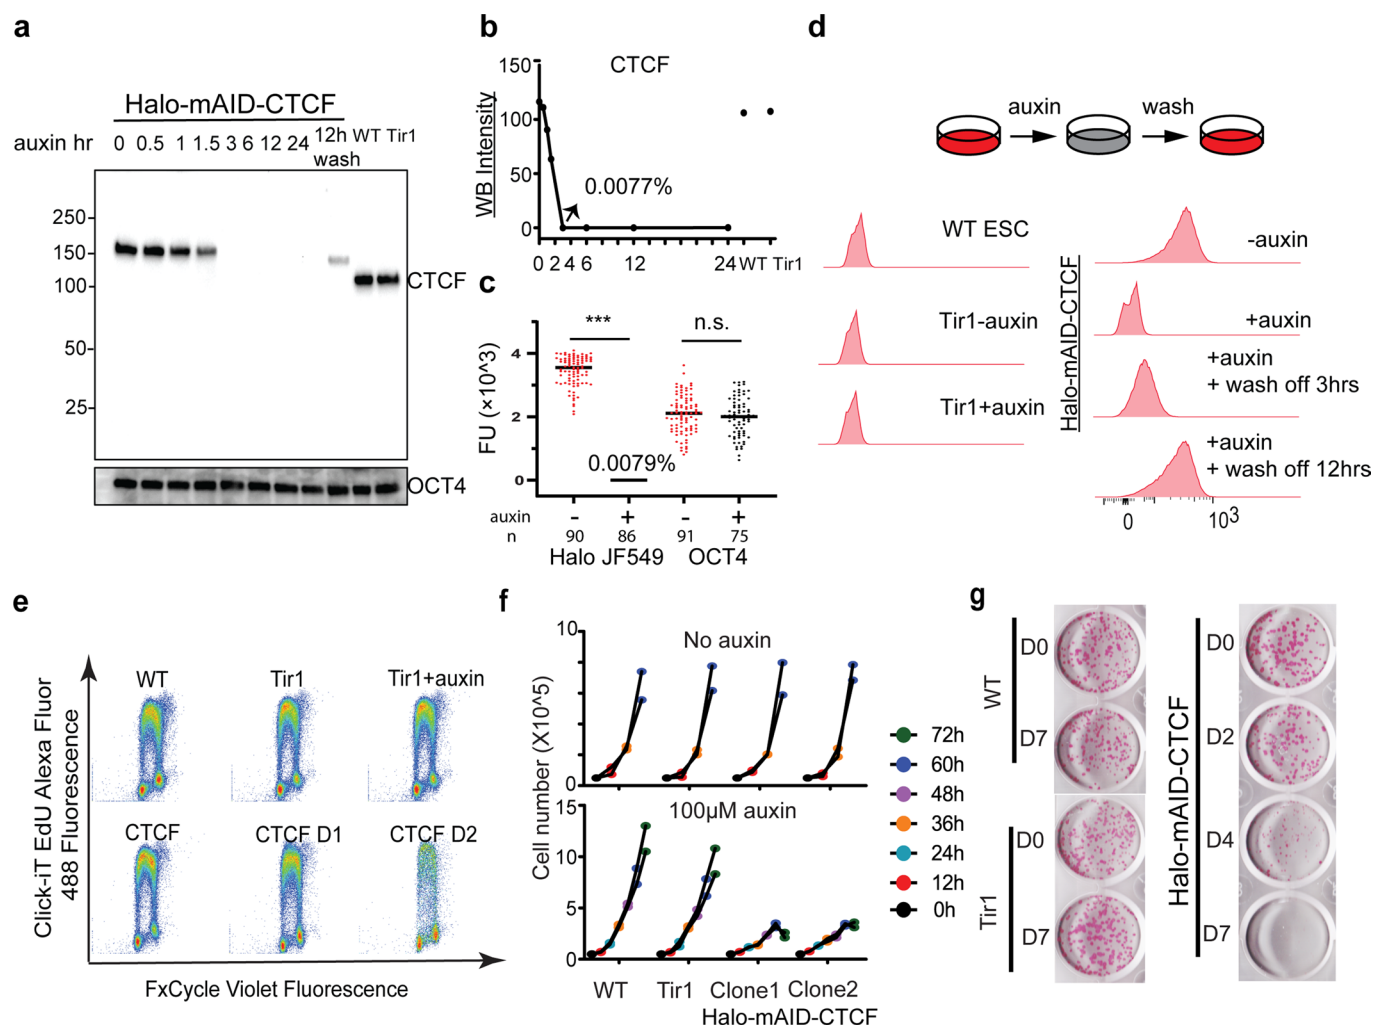 a
Halo-mAID-CTCF
auxin hr 0 0.5 1 1.5 3 6 12 24 12h wash WT Tir1
250
150
100
50
25
CTCF
OCT4
b
CTCF
WB Intensity
150
100
50
0
0.0077%
0 2 4 6 12 24 WT Tir1
c
FU (×10^3)
4
2
0
***
n.s.
0.0079%
auxin - + - +
n 90 86 91 75
Halo JF549 OCT4
d
auxin
wash
WT ESC
Tir1-auxin
Tir1+auxin
Halo-mAID-CTCF
-auxin
+auxin
+auxin
+ wash off 3hrs
+auxin
+ wash off 12hrs
0 10^3
e
Click-iT EdU Alexa Fluor
488 Fluorescence
WT Tir1 Tir1+auxin
CTCF CTCF D1 CTCF D2
FxCycle Violet Fluorescence
f
Cell number (X10^5)
10
0
No auxin
15
10
5
0
100µM auxin
WT Tir1 Clone1 Clone2
Halo-mAID-CTCF
72h
60h
48h
36h
24h
12h
0h
g
WT
D0
D7
Tir1
D0
D7
Halo-mAID-CTCF
D0
D2
D4
D7